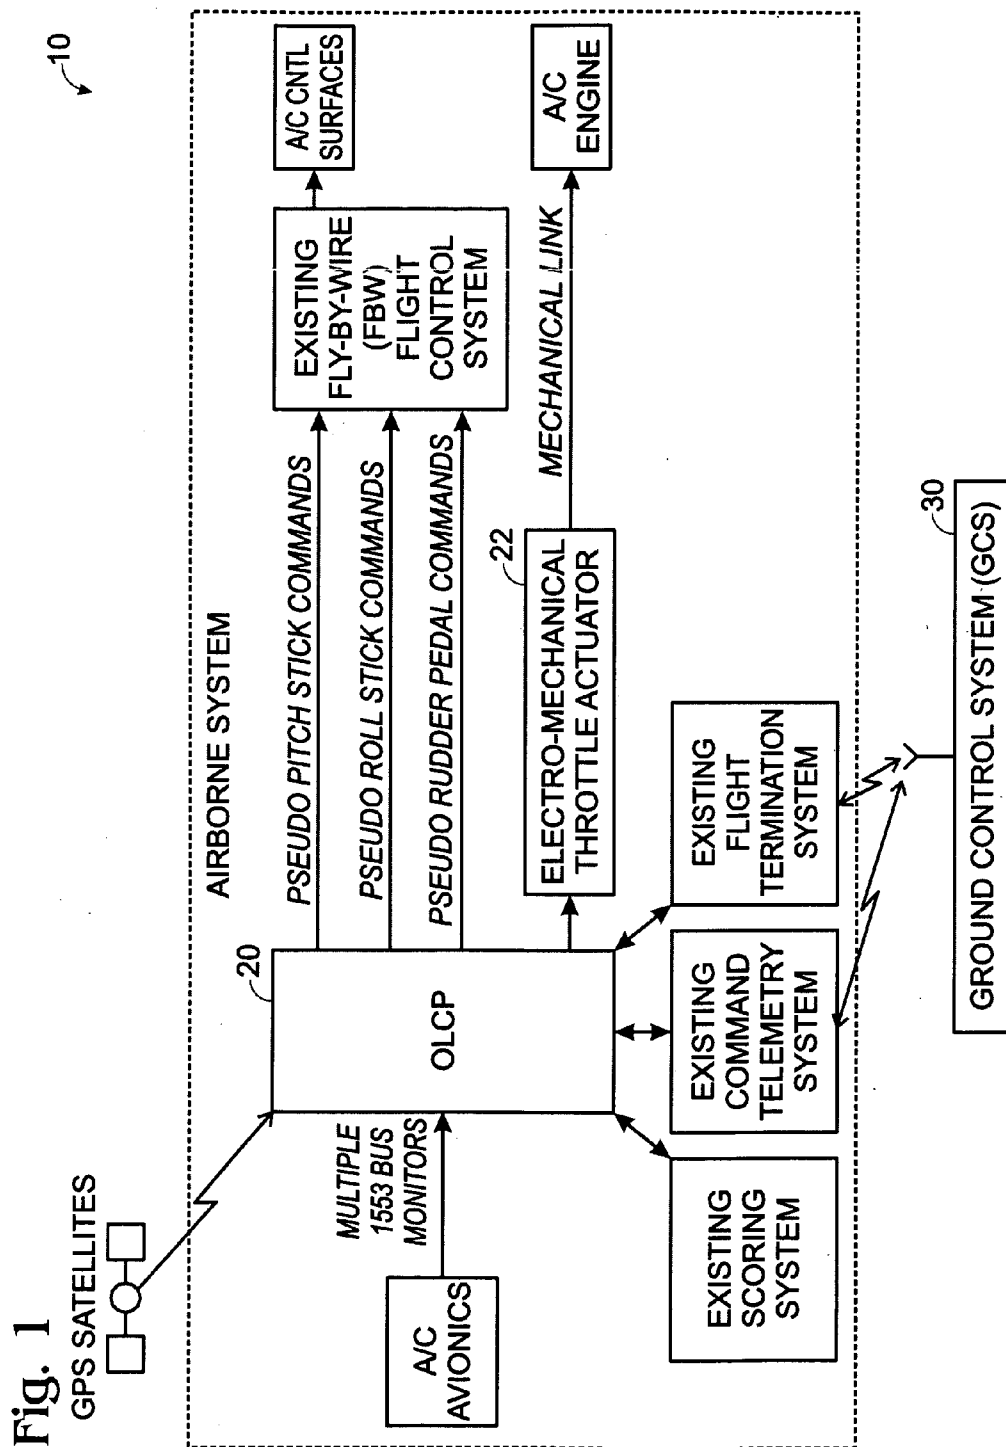 Fig. 1
10
GPS SATELLITES
AIRBORNE SYSTEM
A/C
AVIONICS
MULTIPLE
1553 BUS
MONITORS
20
OLCP
PSEUDO PITCH STICK COMMANDS
PSEUDO ROLL STICK COMMANDS
PSEUDO RUDDER PEDAL COMMANDS
EXISTING
FLY-BY-WIRE
(FBW)
FLIGHT
CONTROL
SYSTEM
A/C CNTL
SURFACES
22
ELECTRO-MECHANICAL
THROTTLE ACTUATOR
MECHANICAL LINK
A/C
ENGINE
EXISTING
SCORING
SYSTEM
EXISTING
COMMAND
TELEMETRY
SYSTEM
EXISTING
FLIGHT
TERMINATION
SYSTEM
30
GROUND CONTROL SYSTEM (GCS)